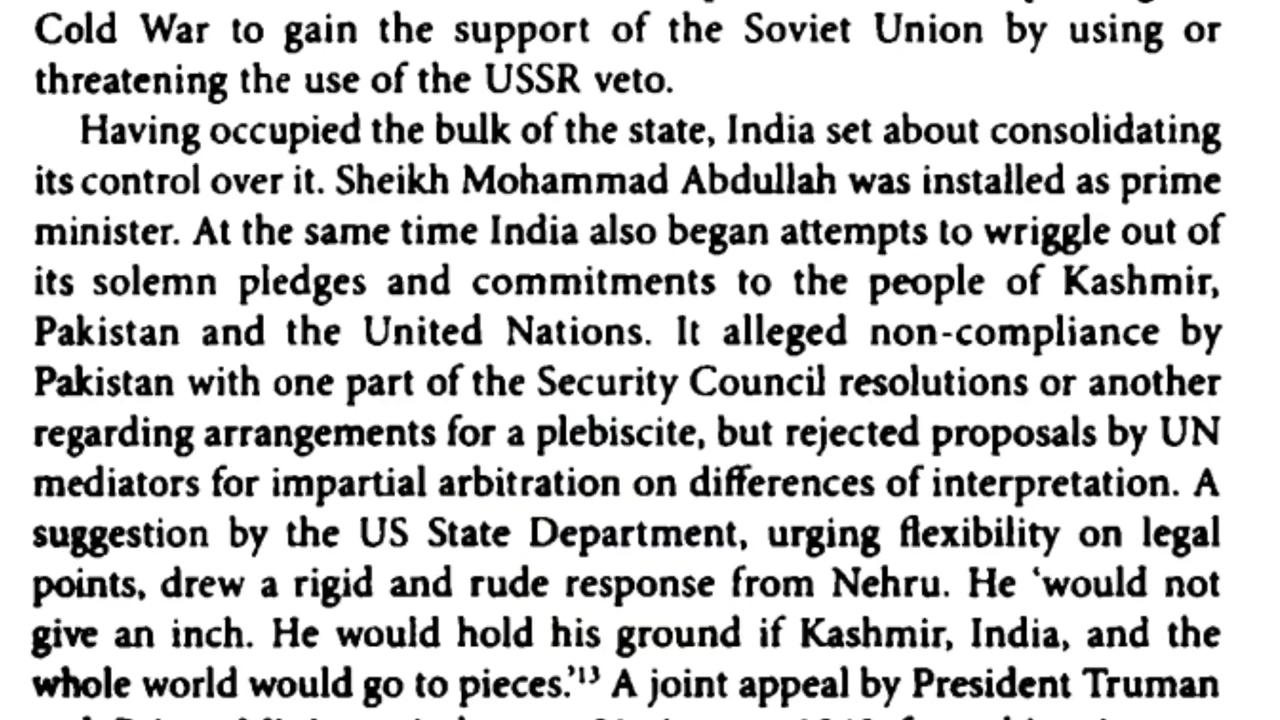 Cold War to gain the support of the Soviet Union by using or
threatening the use of the USSR veto.
Having occupied the bulk of the state, India set about consolidating
its control over it. Sheikh Mohammad Abdullah was installed as prime
minister. At the same time India also began attempts to wriggle out of
its solemn pledges and commitments to the people of Kashmir,
Pakistan and the United Nations. It alleged non-compliance by
Pakistan with one part of the Security Council resolutions or another
regarding arrangements for a plebiscite, but rejected proposals by UN
mediators for impartial arbitration on differences of interpretation. A
suggestion by the US State Department, urging flexibility on legal
points, drew a rigid and rude response from Nehru. He ‘would not
give an inch. He would hold his ground if Kashmir, India, and the
whole world would go to pieces.’13 A joint appeal by President Truman